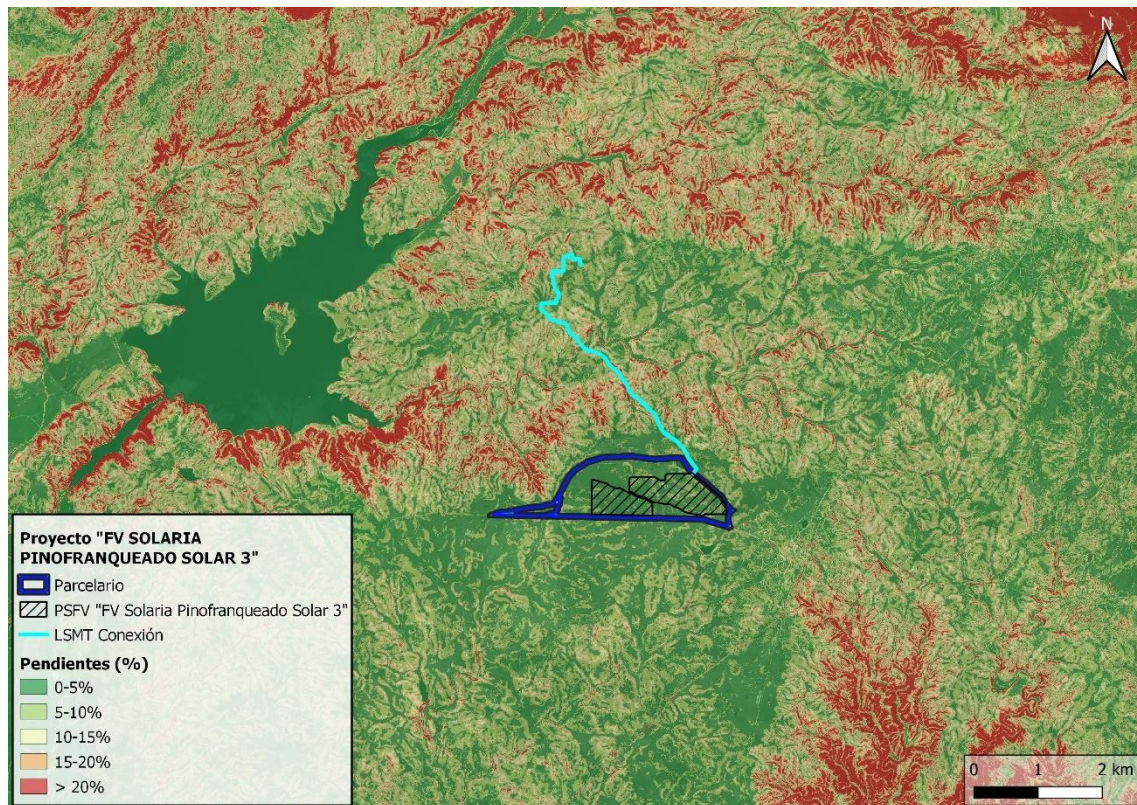 N
Proyecto "FV SOLARIA
PINOFRANQUEADO SOLAR 3"
Parcelario
PSFV "FV Solaria Pinofranqueado Solar 3"
LSMT Conexión
Pendientes (%)
0-5%
5-10%
10-15%
15-20%
> 20%
0 1 2 km